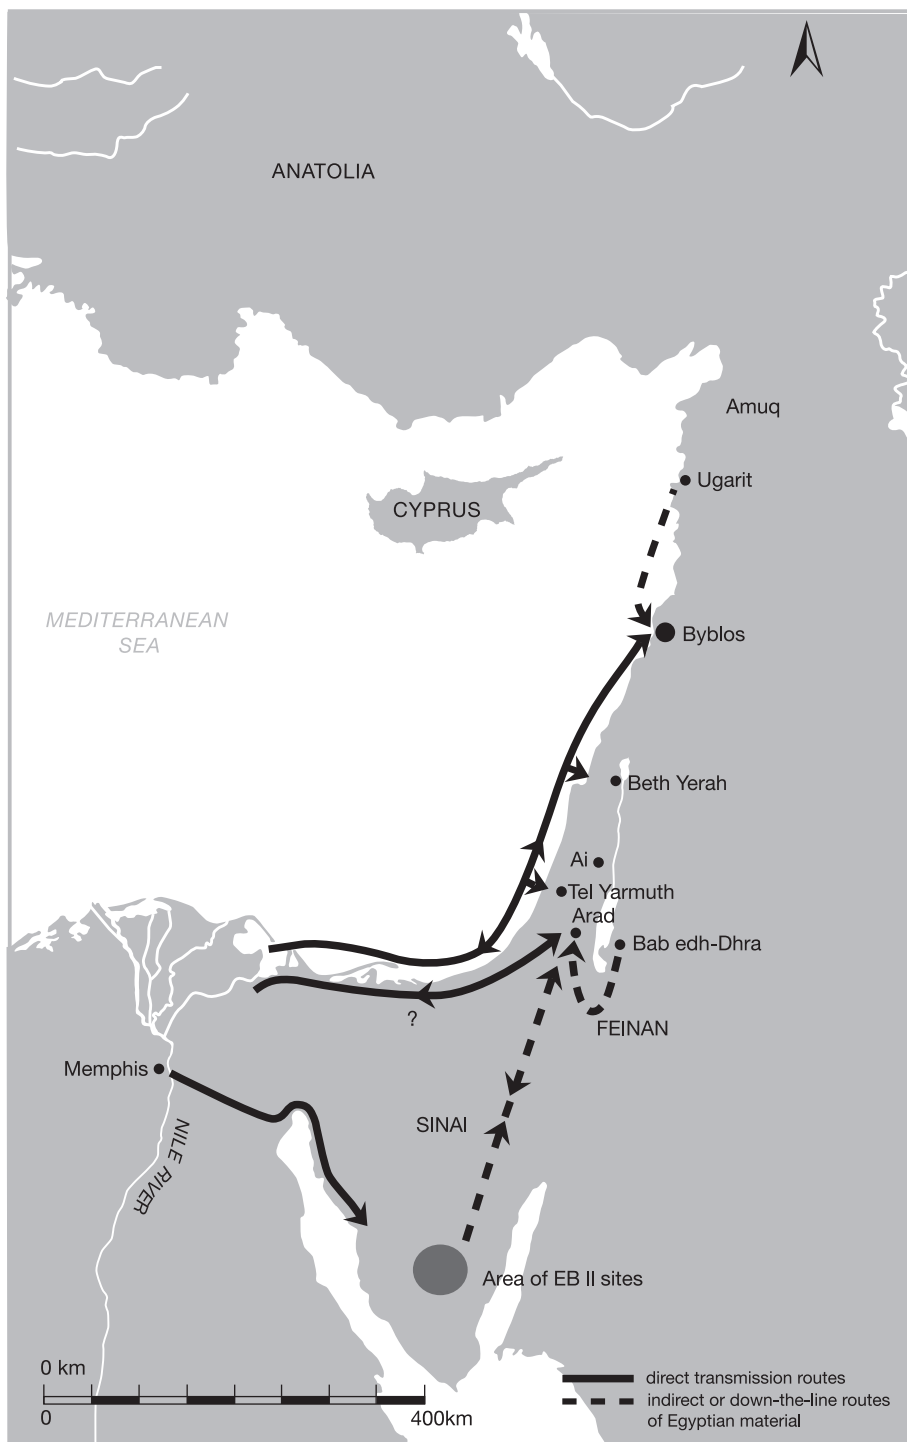 ANATOLIA
Amuq
Ugarit
CYPRUS
MEDITERRANEAN
SEA
Byblos
Beth Yerah
Ai
Tel Yarmuth
Arad
Bab edh-Dhra
?
FEINAN
Memphis
SINAI
NILE RIVER
Area of EB II sites
0 km
0
400km
direct transmission routes
indirect or down-the-line routes
of Egyptian material